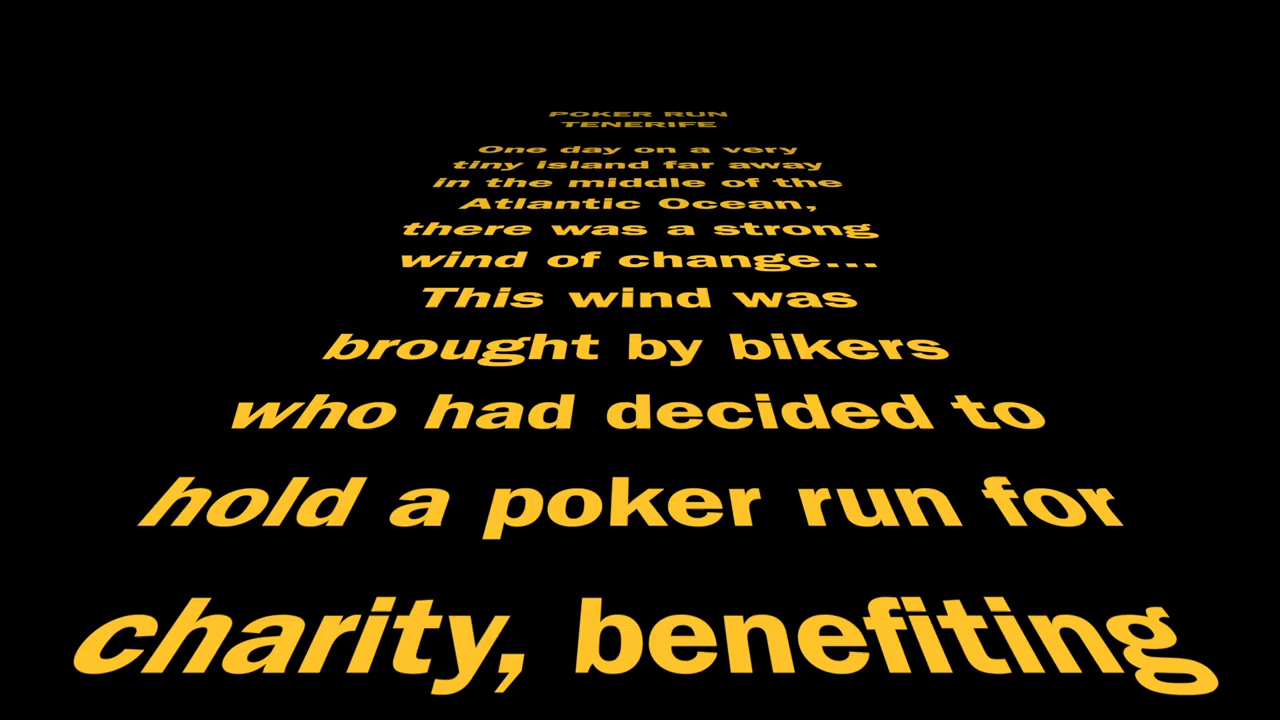 POKER RUN
TENERIFE
One day on a very
tiny island far away
in the middle of the
Atlantic Ocean,
there was a strong
wind of change...
This wind was
brought by bikers
who had decided to
hold a poker run for
charity, benefiting